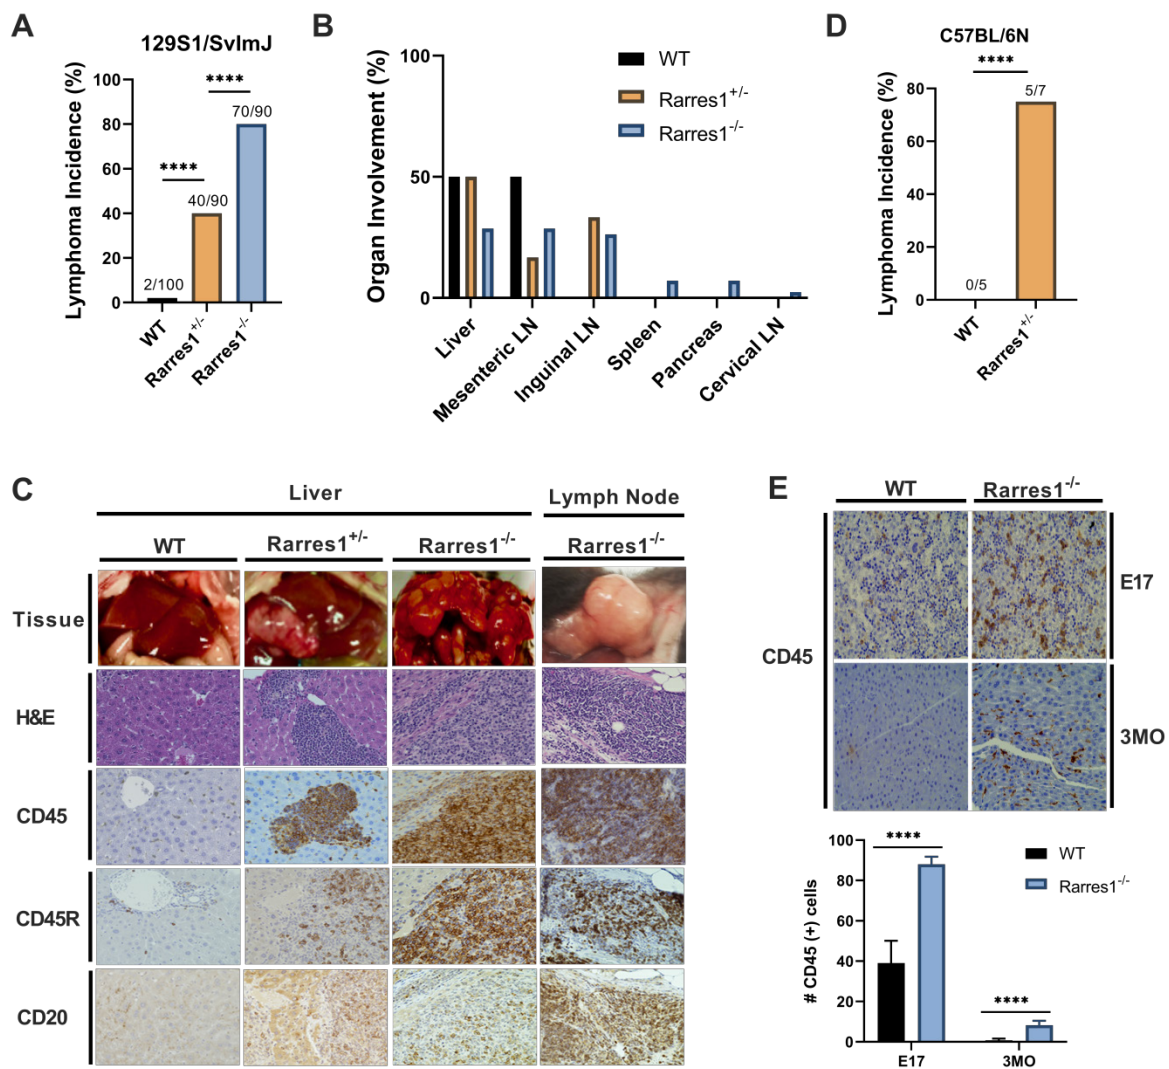 A
129S1/SvImJ
Lymphoma Incidence (%)
100
80
60
40
20
0
****
****
2/100
40/90
70/90
WT
Rarres1+/-
Rarres1-/-
B
Organ Involvement (%)
100
50
0
WT
Rarres1+/-
Rarres1-/-
Liver
Mesenteric LN
Inguinal LN
Spleen
Pancreas
Cervical LN
D
C57BL/6N
Lymphoma Incidence (%)
80
60
40
20
0
****
0/5
5/7
WT
Rarres1+/-
C
Liver
Lymph Node
WT
Rarres1+/-
Rarres1-/-
Rarres1-/-
Tissue
H&E
CD45
CD45R
CD20
E
WT
Rarres1-/-
CD45
E17
3MO
# CD45 (+) cells
100
80
60
40
20
0
****
****
WT
Rarres1-/-
E17
3MO